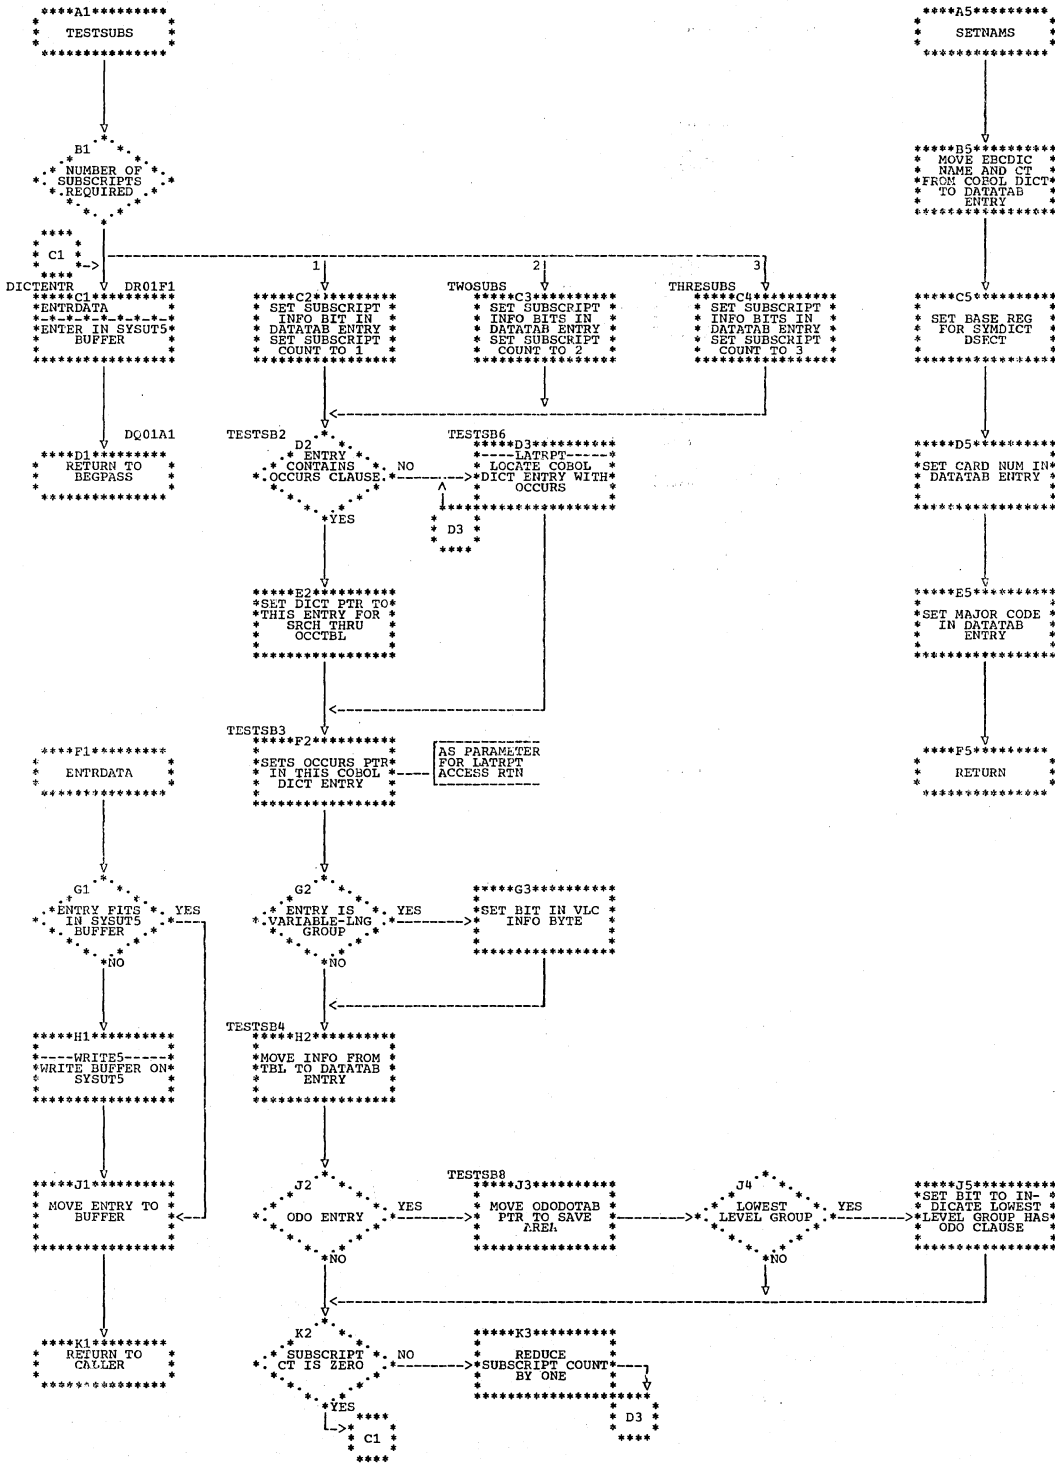 A1
TESTSUBS
A5
SETNAMS
B1
NUMBER OF
SUBSCRIPTS
REQUIRED
B5
MOVE EBCDIC
NAME AND CT
FROM COBOL DICT
TO DATATAB
ENTRY
C1
1
2
3
DICTENTR
DR01F1
C1
ENTRDATA
ENTER IN SYSUT5
BUFFER
C2
SET SUBSCRIPT
INFO BIT IN
DATATAB ENTRY
SET SUBSCRIPT
COUNT TO 1
TWOSUBS
C3
SET SUBSCRIPT
INFO BITS IN
DATATAB ENTRY
SET SUBSCRIPT
COUNT TO 2
THRESUBS
C4
SET SUBSCRIPT
INFO BITS IN
DATATAB ENTRY
SET SUBSCRIPT
COUNT TO 3
C5
SET BASE REG
FOR SYMDICT
DSECT
DQ01A1
D1
RETURN TO
BEGPASS
TESTSB2
D2
ENTRY
CONTAINS
OCCURS CLAUSE
NO
YES
TESTSB6
D3
LATRPT
LOCATE COBOL
DICT ENTRY WITH
OCCURS
D3
D5
SET CARD NUM IN
DATATAB ENTRY
E2
SET DICT PTR TO
THIS ENTRY FOR
SRCH THRU
OCCTBL
E5
SET MAJOR CODE
IN DATATAB
ENTRY
F1
ENTRDATA
TESTSB3
F2
SETS OCCURS PTR
IN THIS COBOL
DICT ENTRY
AS PARAMETER
FOR LATRPT
ACCESS RTN
F5
RETURN
G1
ENTRY FITS
IN SYSUT5
BUFFER
YES
NO
G2
ENTRY IS
VARIABLE-LNG
GROUP
YES
NO
G3
SET BIT IN VLC
INFO BYTE
H1
WRITE5
WRITE BUFFER ON
SYSUT5
TESTSB4
H2
MOVE INFO FROM
TBL TO DATATAB
ENTRY
J1
MOVE ENTRY TO
BUFFER
J2
ODO ENTRY
YES
NO
TESTSB8
J3
MOVE ODODOTAB
PTR TO SAVE
AREA
J4
LOWEST
LEVEL GROUP
YES
NO
J5
SET BIT TO IN-
DICATE LOWEST
LEVEL GROUP HAS
ODO CLAUSE
K1
RETURN TO
CALLER
K2
SUBSCRIPT
CT IS ZERO
NO
YES
K3
REDUCE
SUBSCRIPT COUNT
BY ONE
D3
C1